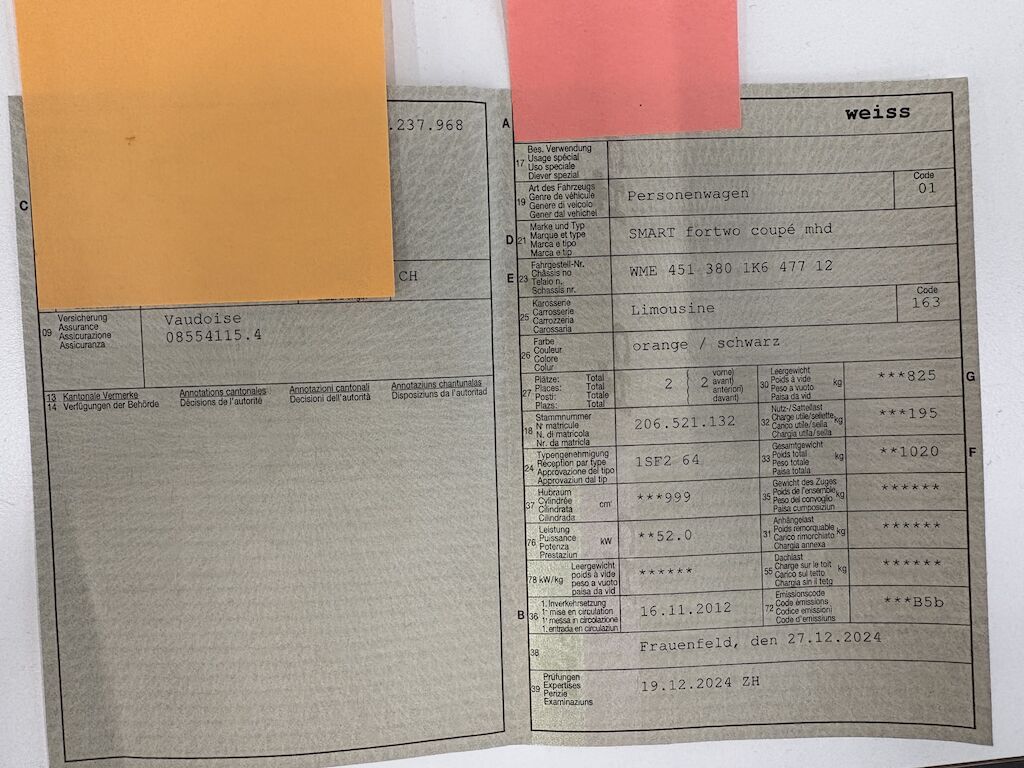 .237.968
C
CH
09
Versicherung
Assurance
Assicurazione
Assicuranza
Vaudoise
08554115.4
13 Kantonale Vermerke
14 Verfügungen der Behörde
Annotations cantonales
Décisions de l'autorité
Annotazioni cantonali
Decisioni dell'autorità
Annotaziuns chantunalas
Disposiziuns da l'autoritad
A
weiss
17
Bes. Verwendung
Usage spécial
Uso speciale
Diever spezial
19
Art des Fahrzeugs
Genre de véhicule
Genere di veicolo
Gener dal vehichel
Personenwagen
Code
01
D
21
Marke und Typ
Marque et type
Marca e tipo
Marca e tip
SMART fortwo coupé mhd
E
23
Fahrgestell-Nr.
Châssis no
Telaio n.
Schassis nr.
WME 451 380 1K6 477 12
25
Karosserie
Carrosserie
Carrozzeria
Carossaria
Limousine
Code
163
26
Farbe
Couleur
Colore
Colur
orange / schwarz
27
Plätze: Total
Places: Total
Posti: Totale
Plazs: Total
2
2
vorne)
avant)
anteriori)
davant)
30
Leergewicht
Poids à vide
Peso a vuoto
Paisa da vid
kg
***825
G
18
Stammnummer
N° matricule
N. di matricola
Nr. da matricla
206.521.132
32
Nutz-/Sattellast
Charge utile/sellette
Carico utile/sella
Chargia utila/sella
kg
***195
24
Typengenehmigung
Réception par type
Approvazione del tipo
Approvaziun dal tip
1SF2 64
33
Gesamtgewicht
Poids total
Peso totale
Paisa totala
kg
**1020
F
37
Hubraum
Cylindrée
Cilindrata
Cilindrada
cm³
***999
35
Gewicht des Zuges
Poids de l'ensemble
Peso del convoglio
Paisa cumposiziun
kg
******
76
Leistung
Puissance
Potenza
Prestaziun
kW
**52.0
31
Anhängelast
Poids remorquable
Carico rimorchiato
Chargia annexa
kg
******
78 kW/kg
Leergewicht
poids à vide
peso a vuoto
paisa da vid
******
55
Dachlast
Charge sur le toit
Carico sul tetto
Chargia sin il tetg
kg
******
B
36
1. Inverkehrsetzung
1ʳᵉ mise en circulation
1ª messa in circolazione
1. entrada en circulaziun
16.11.2012
72
Emissionscode
Code émissions
Codice emissioni
Code d'emissiuns
***B5b
38
Frauenfeld, den 27.12.2024
39
Prüfungen
Expertises
Perizie
Examinaziuns
19.12.2024 ZH